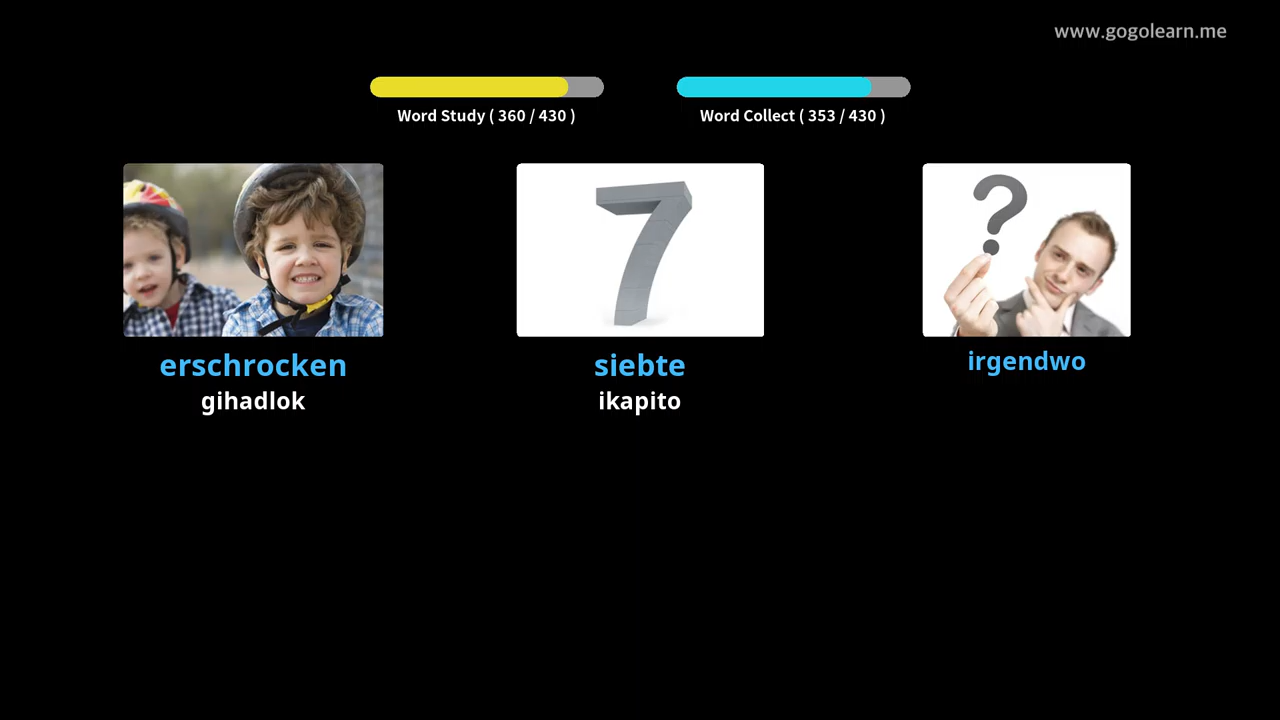 www.gogolearn.me
Word Study ( 360 / 430 )
Word Collect ( 353 / 430 )
erschrocken
siebte
irgendwo
gihadlok
ikapito